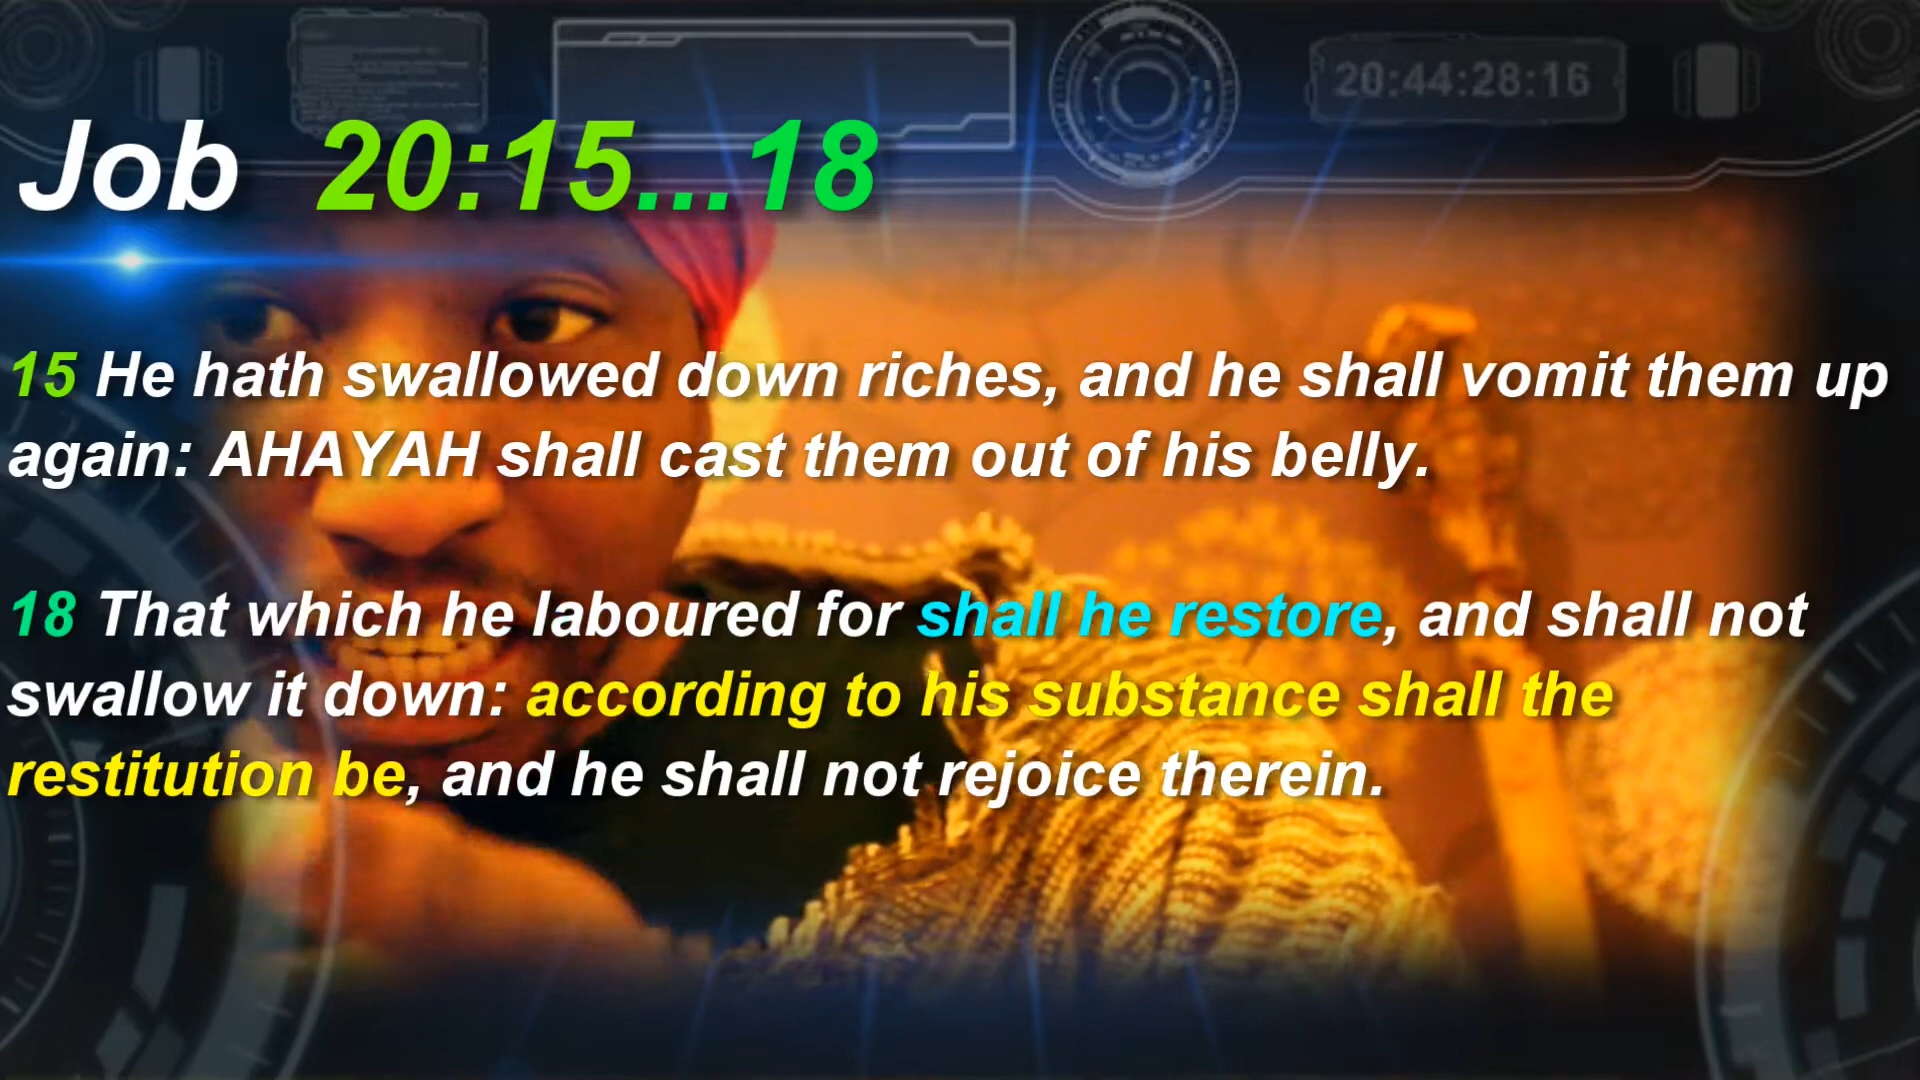 20:44:28:16
Job 20:15...18
15 He hath swallowed down riches, and he shall vomit them up
again: AHAYAH shall cast them out of his belly.
18 That which he laboured for shall he restore, and shall not
swallow it down: according to his substance shall the
restitution be, and he shall not rejoice therein.